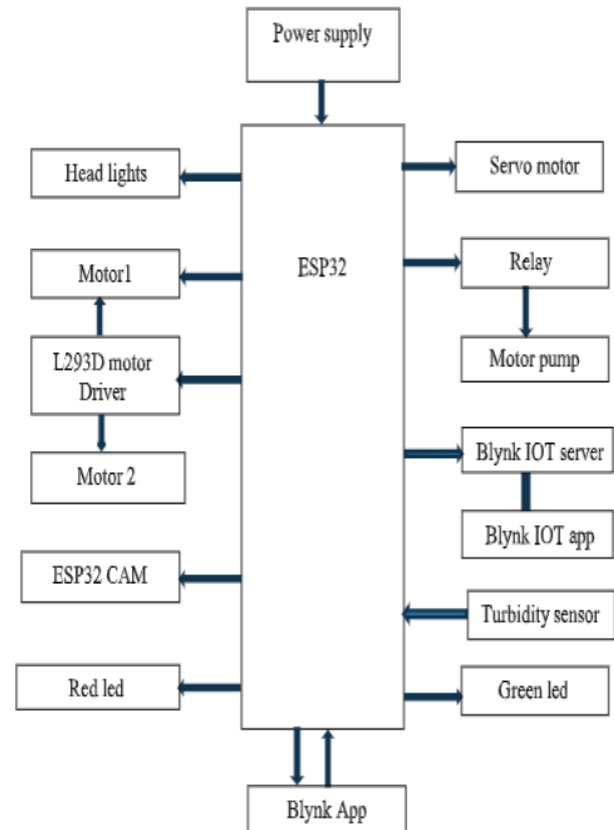 Power supply
Head lights
Servo motor
ESP32
Motor1
Relay
L293D motor
Driver
Motor pump
Motor 2
Blynk IOT server
Blynk IOT app
ESP32 CAM
Turbidity sensor
Red led
Green led
Blynk App